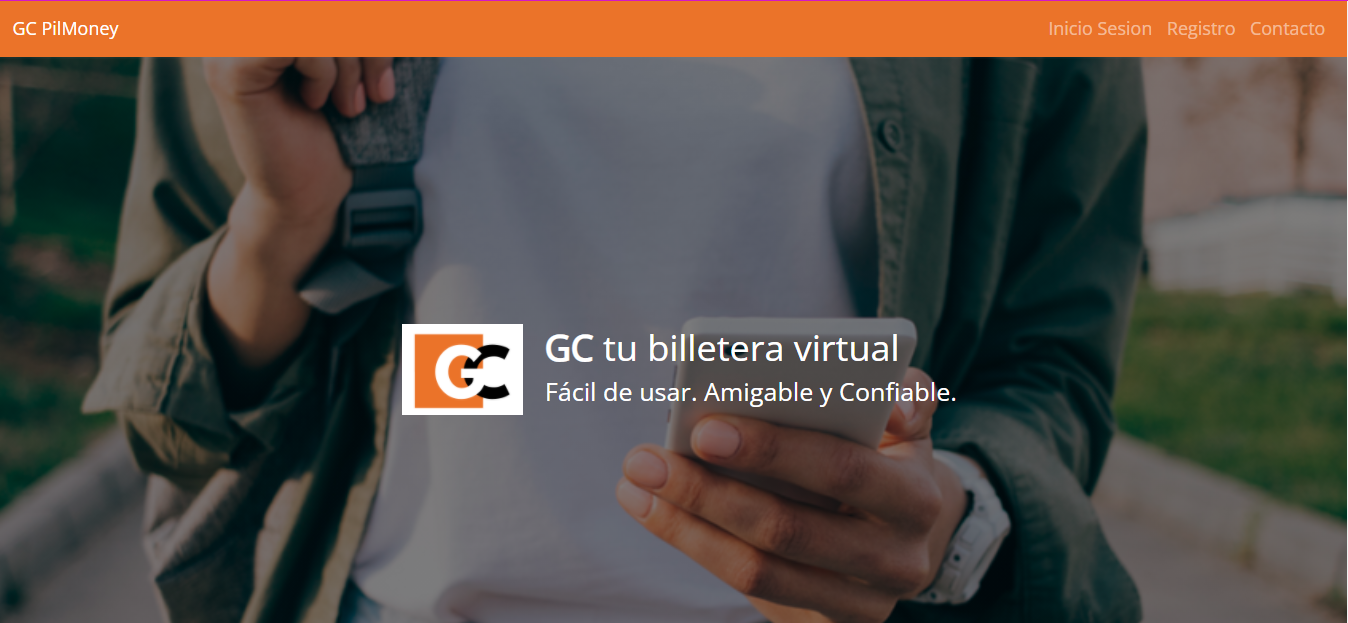 GC PilMoney
Inicio Sesion Registro Contacto
GC
GC tu billetera virtual
Fácil de usar. Amigable y Confiable.